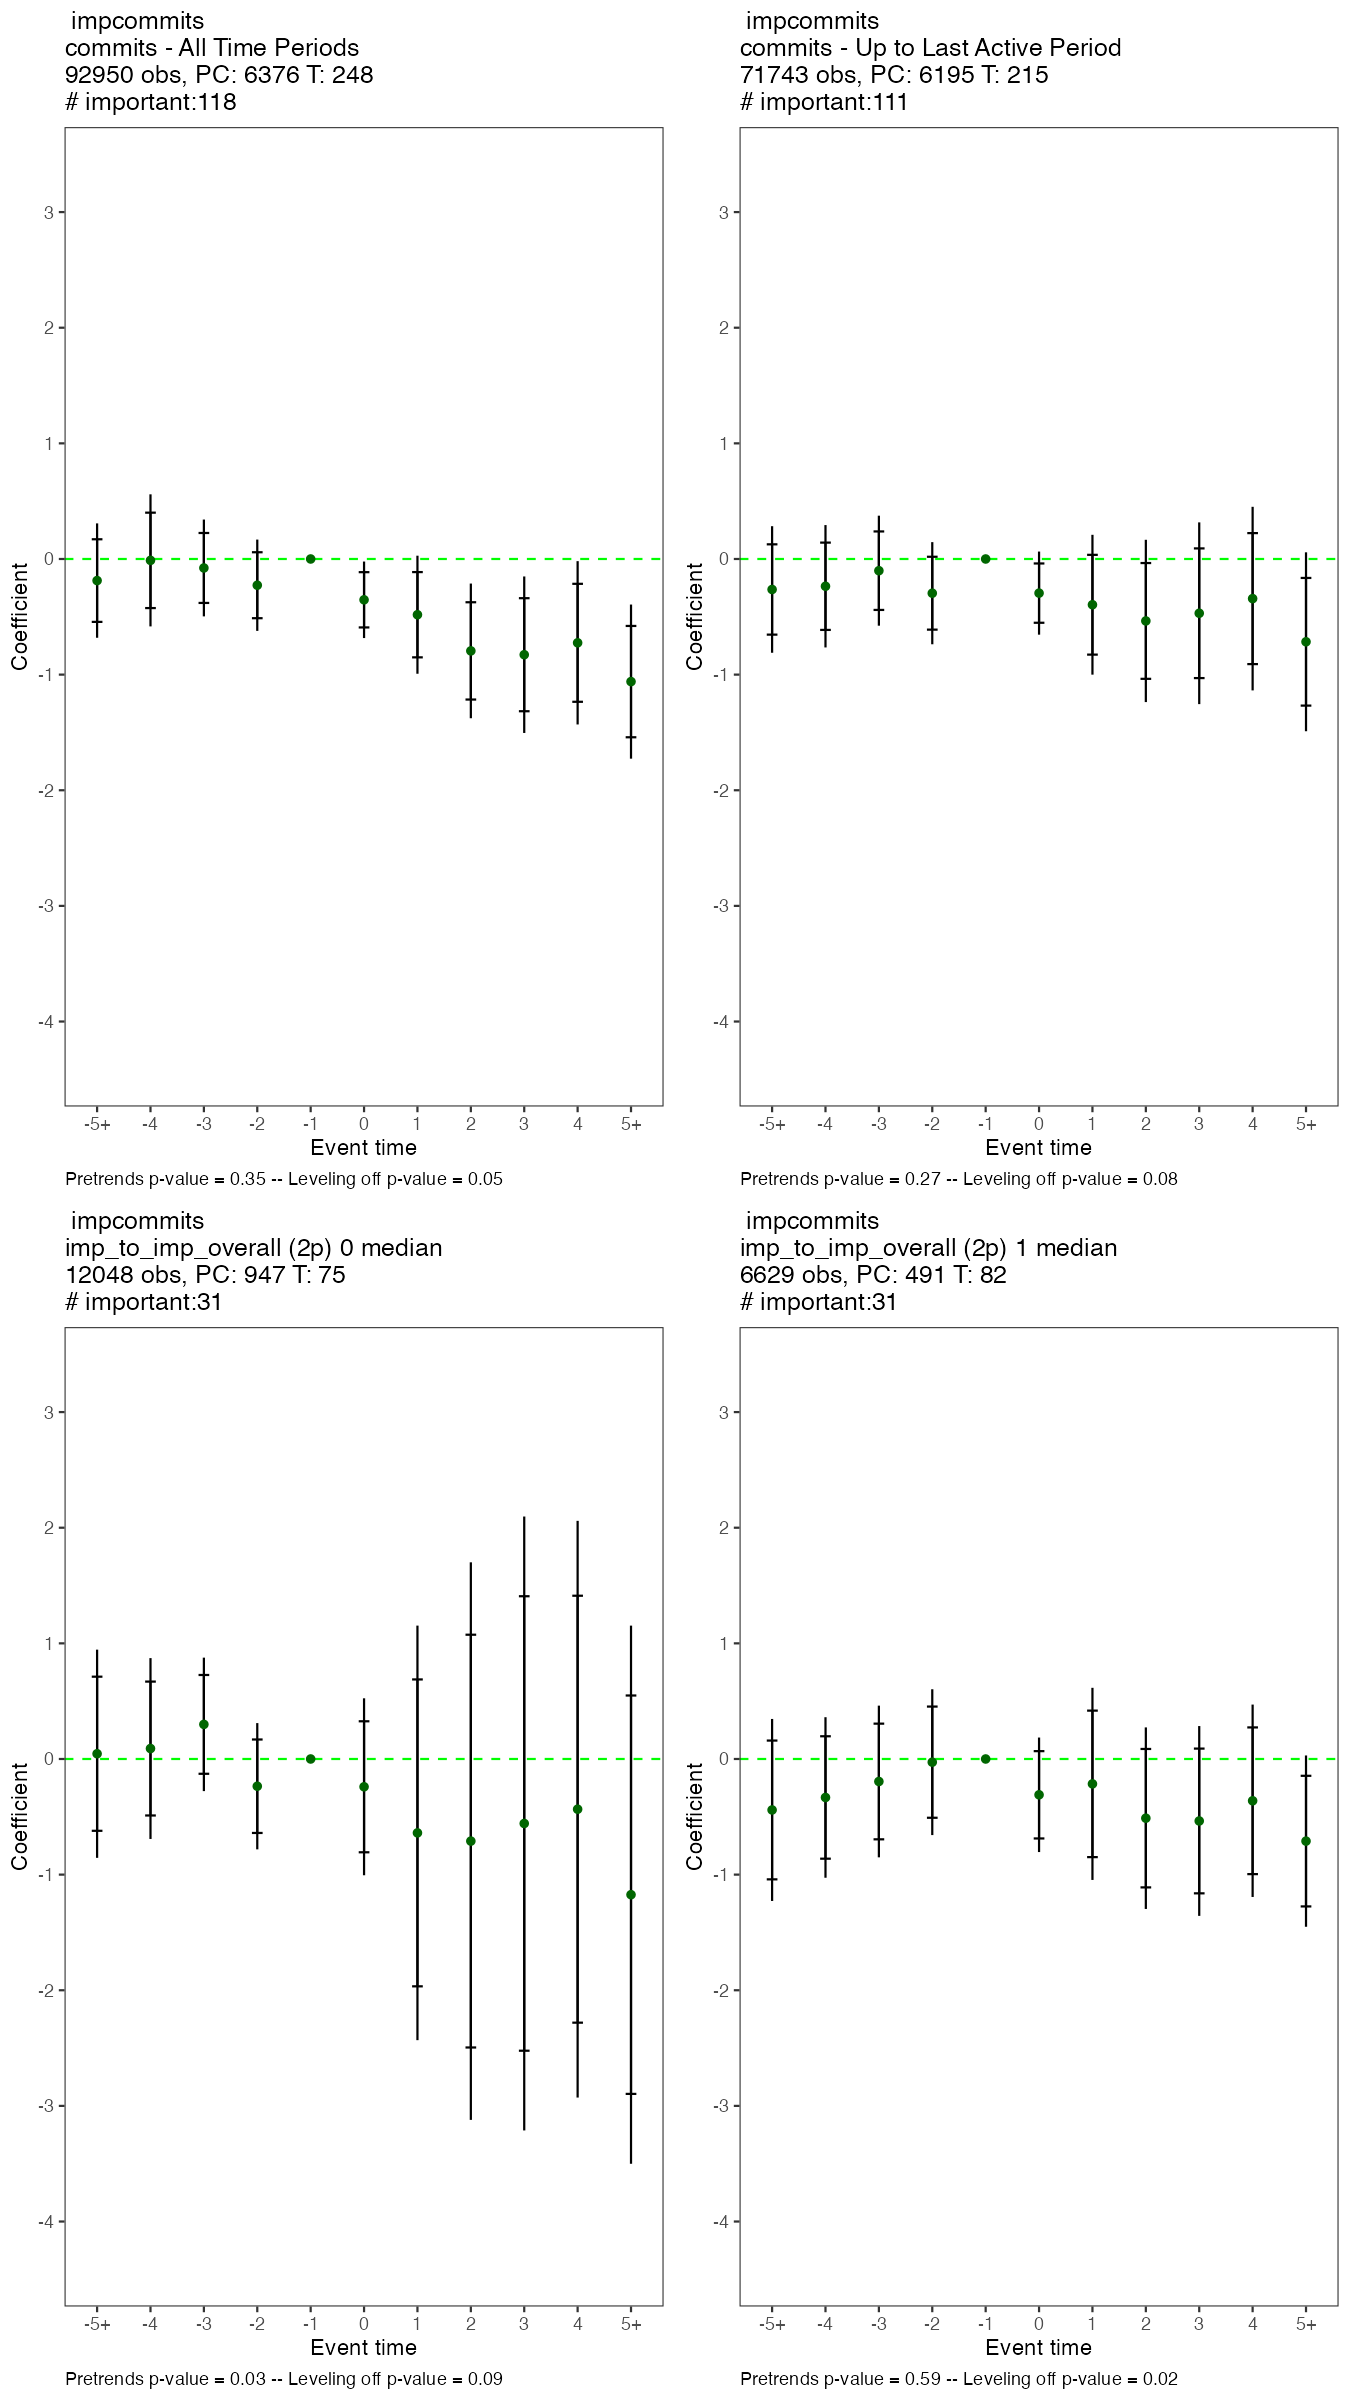 impcommits
commits - All Time Periods
92950 obs, PC: 6376 T: 248
# important:118
3
2
1
0
-1
-2
-3
-4
Coefficient
-5+ -4 -3 -2 -1 0 1 2 3 4 5+
Event time
Pretrends p-value = 0.35 -- Leveling off p-value = 0.05
impcommits
commits - Up to Last Active Period
71743 obs, PC: 6195 T: 215
# important:111
3
2
1
0
-1
-2
-3
-4
Coefficient
-5+ -4 -3 -2 -1 0 1 2 3 4 5+
Event time
Pretrends p-value = 0.27 -- Leveling off p-value = 0.08
impcommits
imp_to_imp_overall (2p) 0 median
12048 obs, PC: 947 T: 75
# important:31
3
2
1
0
-1
-2
-3
-4
Coefficient
-5+ -4 -3 -2 -1 0 1 2 3 4 5+
Event time
Pretrends p-value = 0.03 -- Leveling off p-value = 0.09
impcommits
imp_to_imp_overall (2p) 1 median
6629 obs, PC: 491 T: 82
# important:31
3
2
1
0
-1
-2
-3
-4
Coefficient
-5+ -4 -3 -2 -1 0 1 2 3 4 5+
Event time
Pretrends p-value = 0.59 -- Leveling off p-value = 0.02